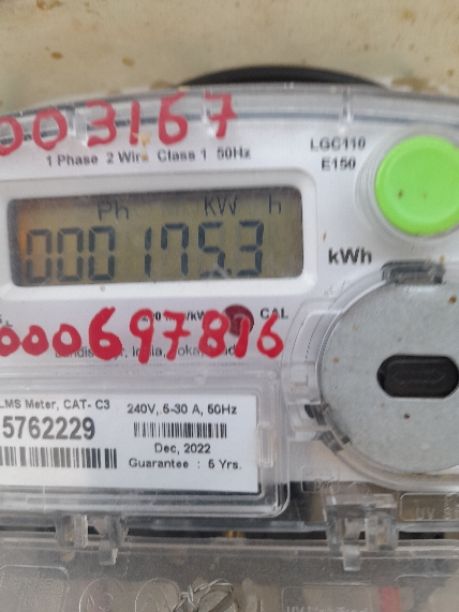 003167
1 Phase 2 Wire Class 1 50Hz
LGC110
E150
Ph KW h
0000175.3
kWh
CAL
000697816
LMS Meter, CAT- C3
5762229
240V, 5-30 A, 50Hz
Dec, 2022
Guarantee : 5 Yrs.